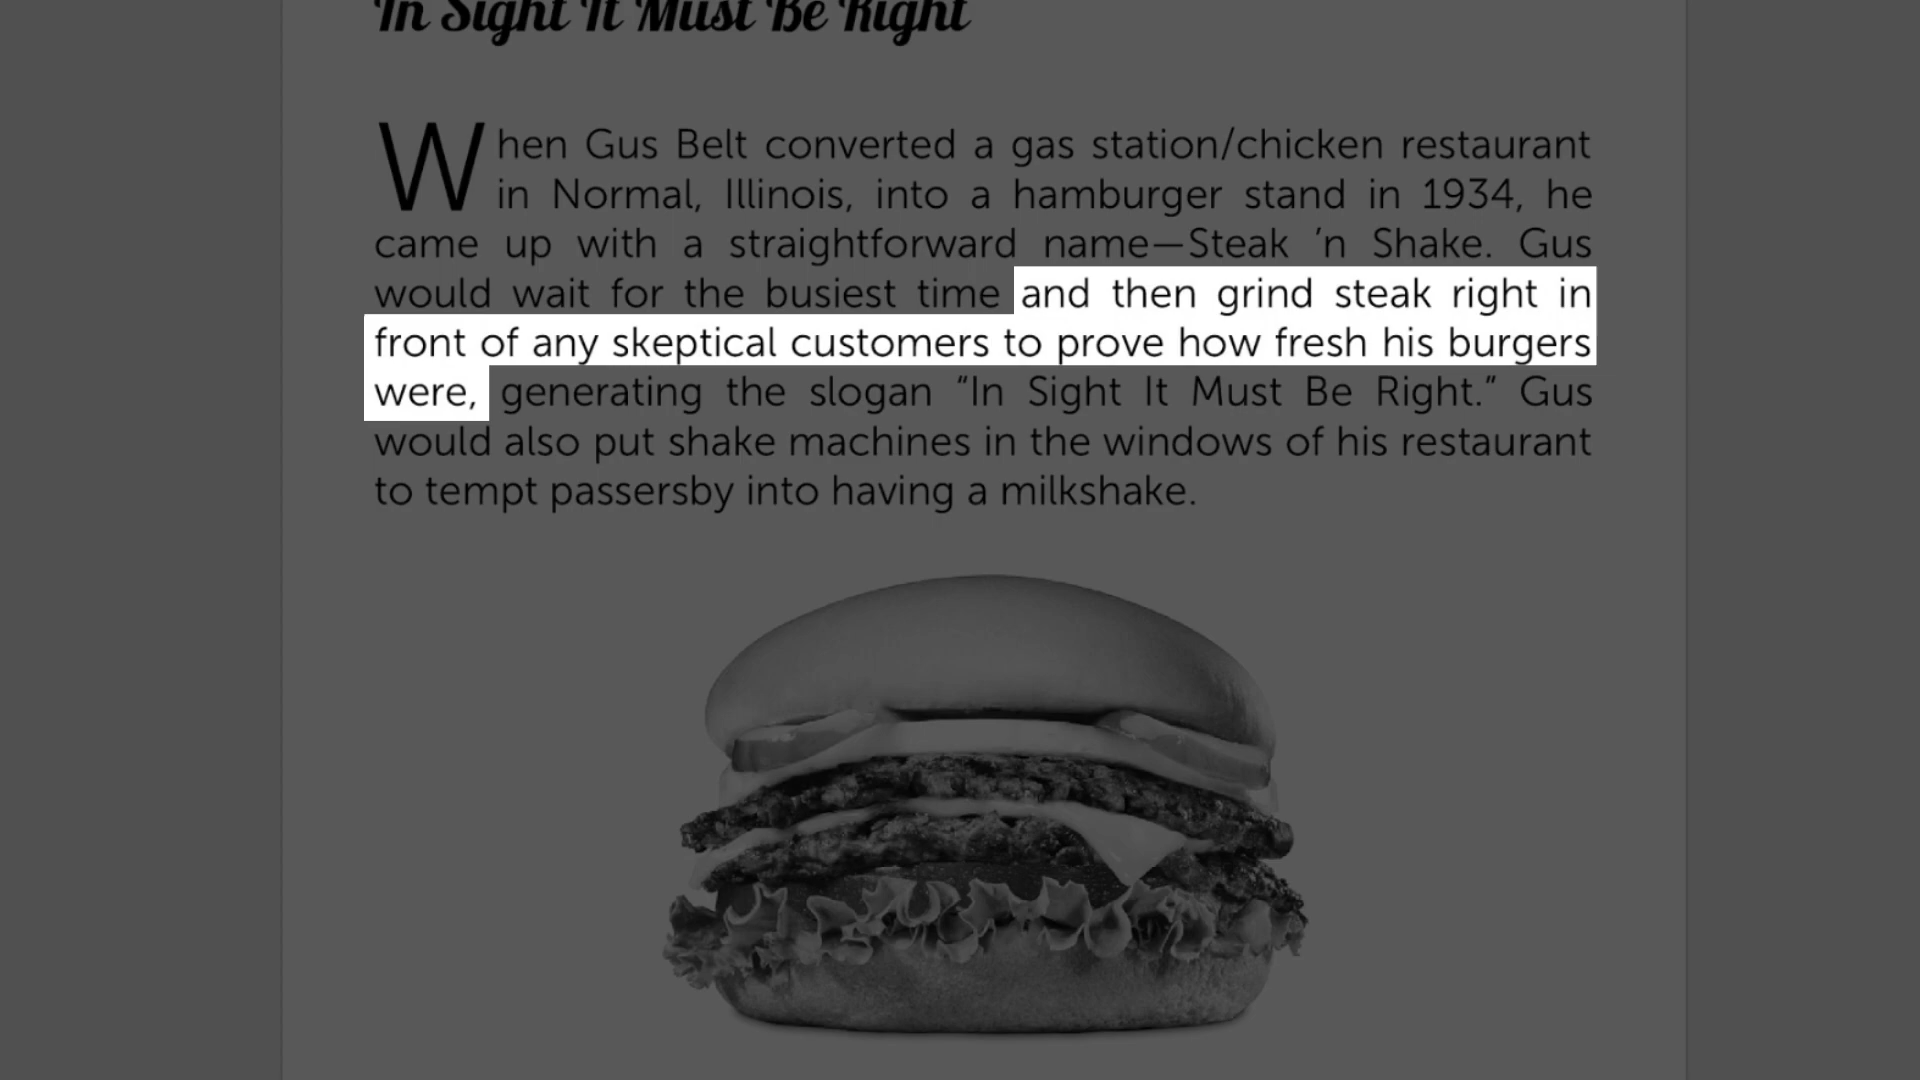 In Sight It Must Be Right
When Gus Belt converted a gas station/chicken restaurant
in Normal, Illinois, into a hamburger stand in 1934, he
came up with a straightforward name—Steak ’n Shake. Gus
would wait for the busiest time and then grind steak right in
front of any skeptical customers to prove how fresh his burgers
were, generating the slogan “In Sight It Must Be Right.” Gus
would also put shake machines in the windows of his restaurant
to tempt passersby into having a milkshake.